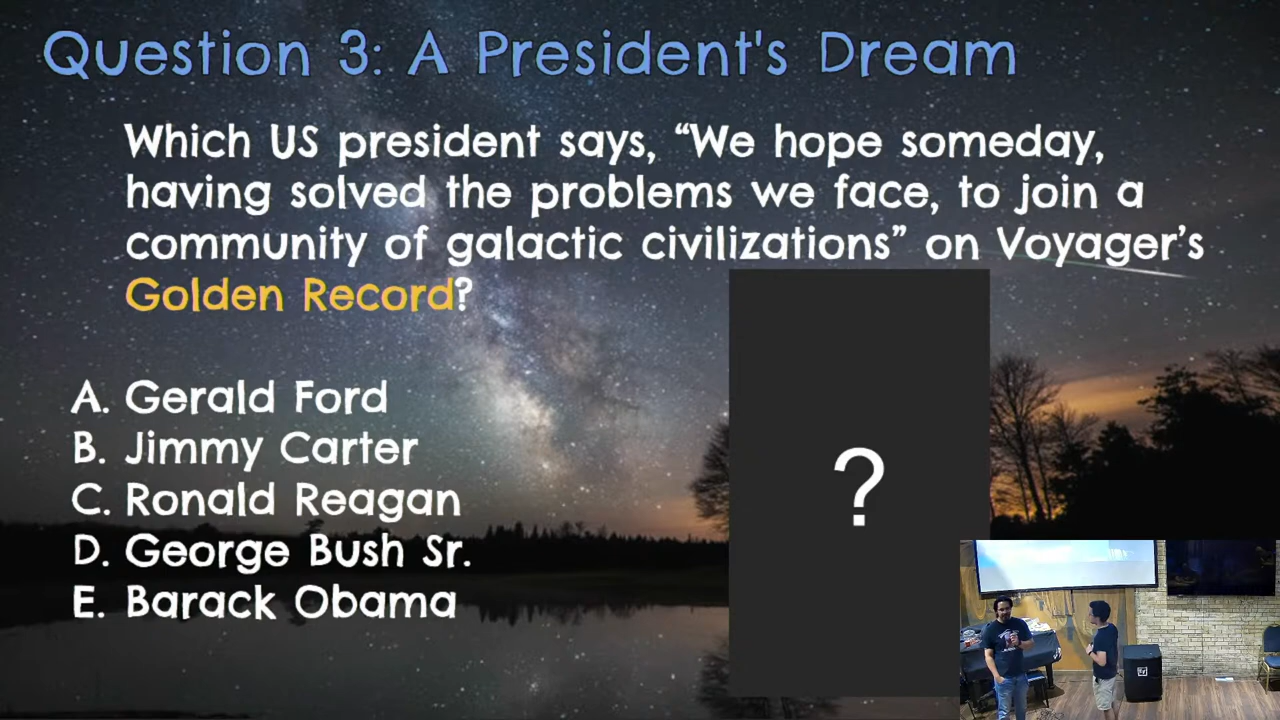 Question 3: A President's Dream
Which US president says, “We hope someday,
having solved the problems we face, to join a
community of galactic civilizations” on Voyager’s
Golden Record?
A. Gerald Ford
B. Jimmy Carter
C. Ronald Reagan
D. George Bush Sr.
E. Barack Obama
?